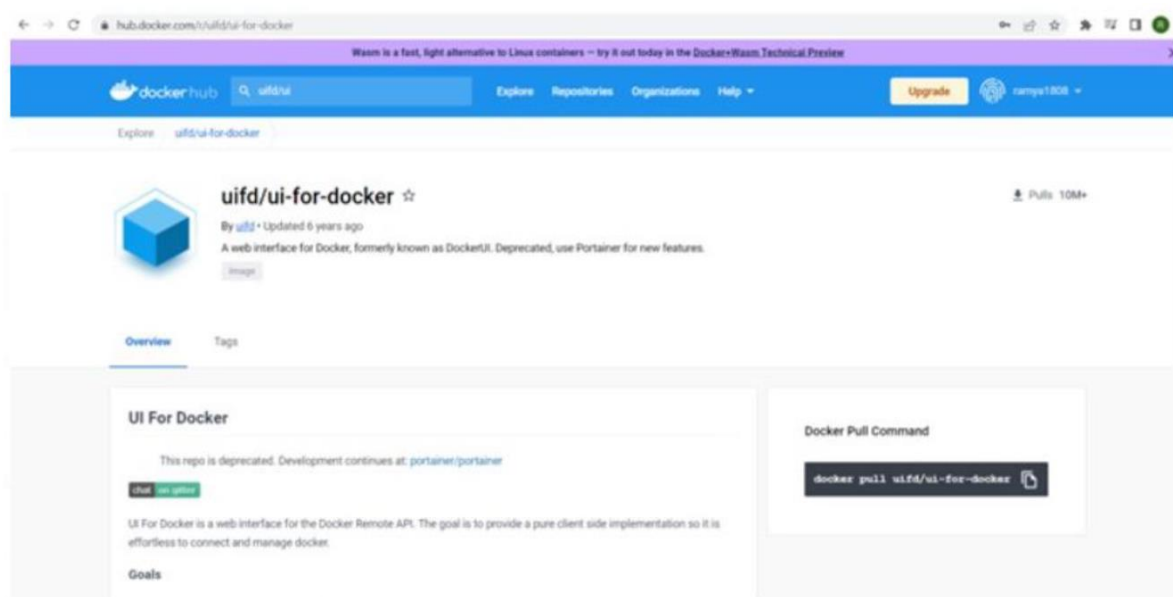 hub.docker.com/r/uifd/ui-for-docker
Wasm is a fast, light alternative to Linux containers — try it out today in the Docker+Wasm Technical Preview
docker hub
uifd/ui
Explore Repositories Organizations Help
Upgrade
ramya1808
Explore uifd/ui-for-docker
uifd/ui-for-docker
Pulls 10M+
By uifd • Updated 6 years ago
A web interface for Docker, formerly known as DockerUI. Deprecated, use Portainer for new features.
Image
Overview Tags
UI For Docker
This repo is deprecated. Development continues at: portainer/portainer
chat on gitter
UI For Docker is a web interface for the Docker Remote API. The goal is to provide a pure client side implementation so it is
effortless to connect and manage docker.
Goals
Docker Pull Command
docker pull uifd/ui-for-docker